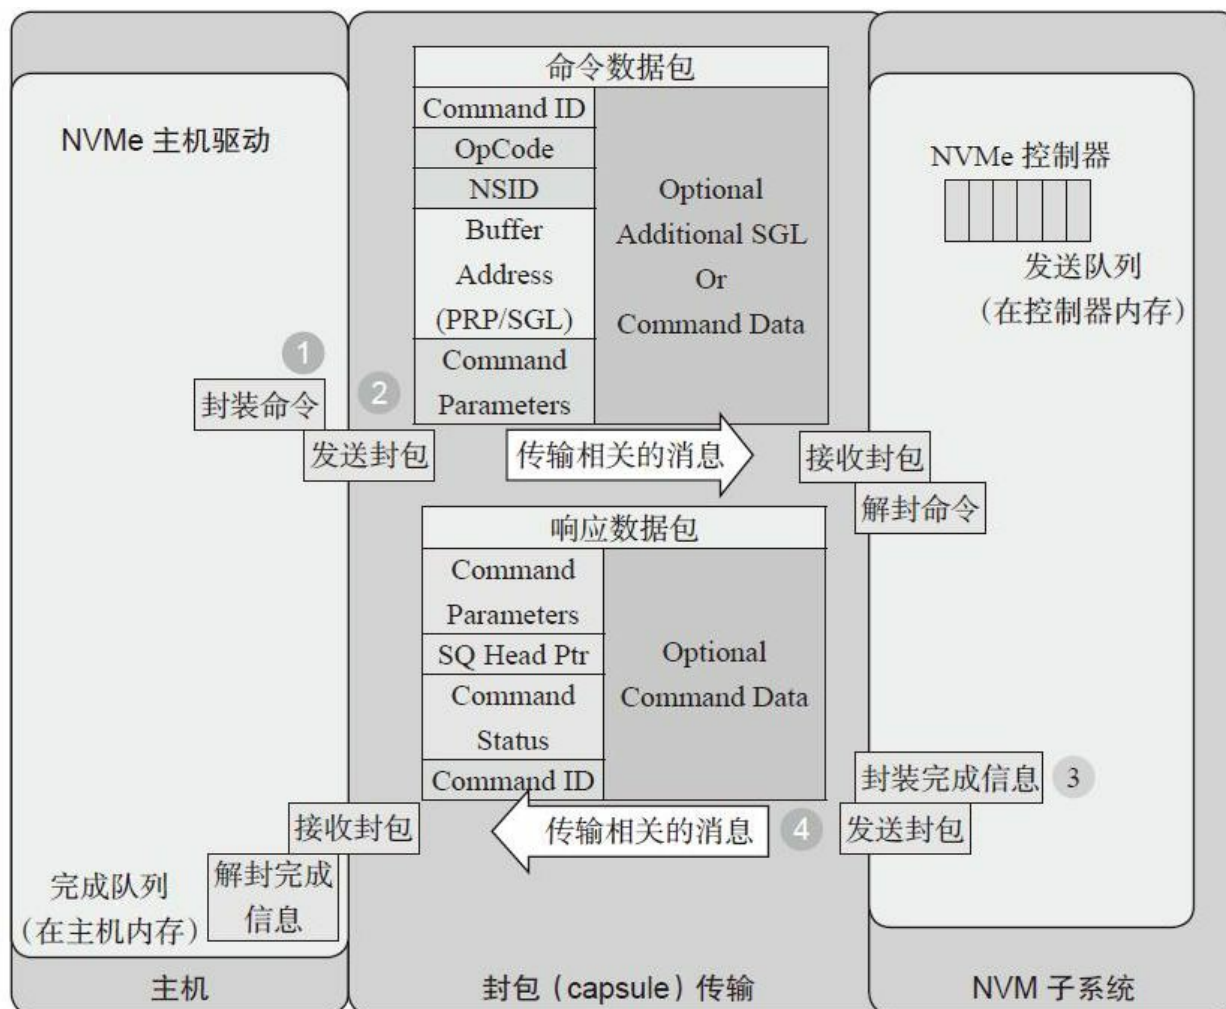 命令数据包
NVMe 主机驱动
Command ID
OpCode
NSID
Buffer
Address
(PRP/SGL)
Command
Parameters
Optional
Additional SGL
Or
Command Data
NVMe 控制器
发送队列
（在控制器内存）
1
封装命令
2
发送封包
传输相关的消息
接收封包
解封命令
响应数据包
Command
Parameters
SQ Head Ptr
Command
Status
Command ID
Optional
Command Data
封装完成信息
3
发送封包
4
传输相关的消息
接收封包
解封完成
信息
完成队列
（在主机内存）
主机
封包（capsule）传输
NVM 子系统